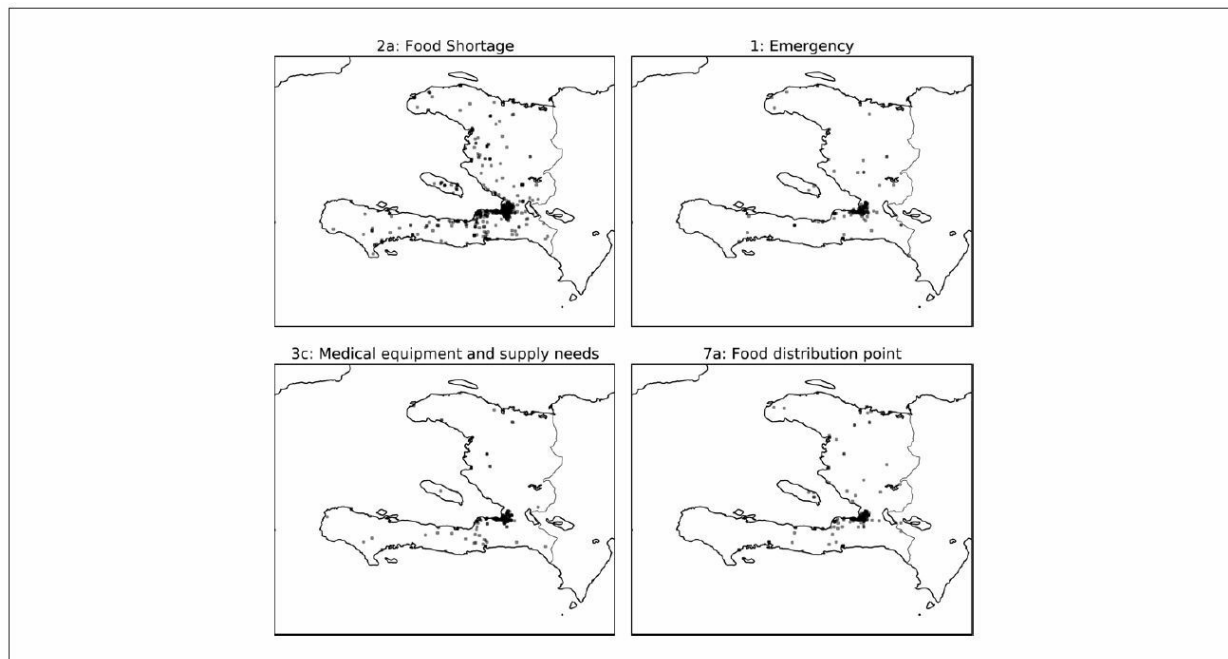 2a: Food Shortage
1: Emergency
3c: Medical equipment and supply needs
7a: Food distribution point